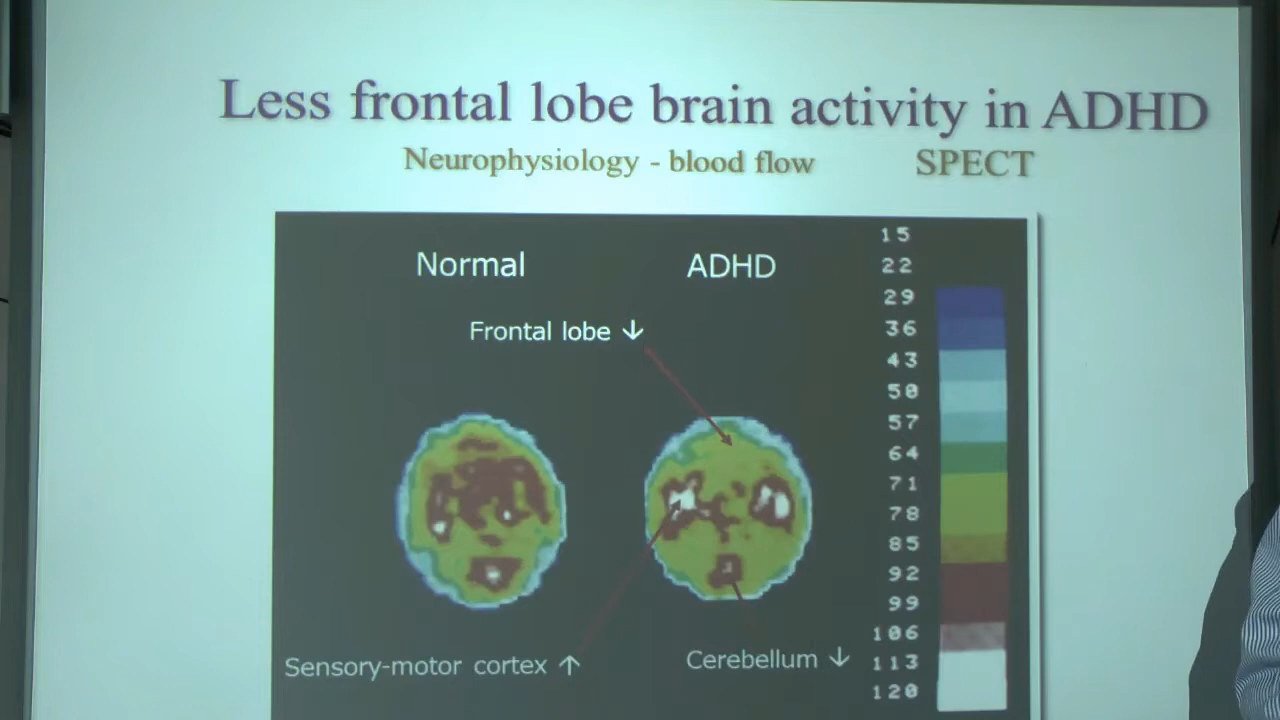 Less frontal lobe brain activity in ADHD
Neurophysiology - blood flow SPECT
Normal ADHD
Frontal lobe ↓
Sensory-motor cortex ↑
Cerebellum ↓
15
22
29
36
43
50
57
64
71
78
85
92
99
106
113
120